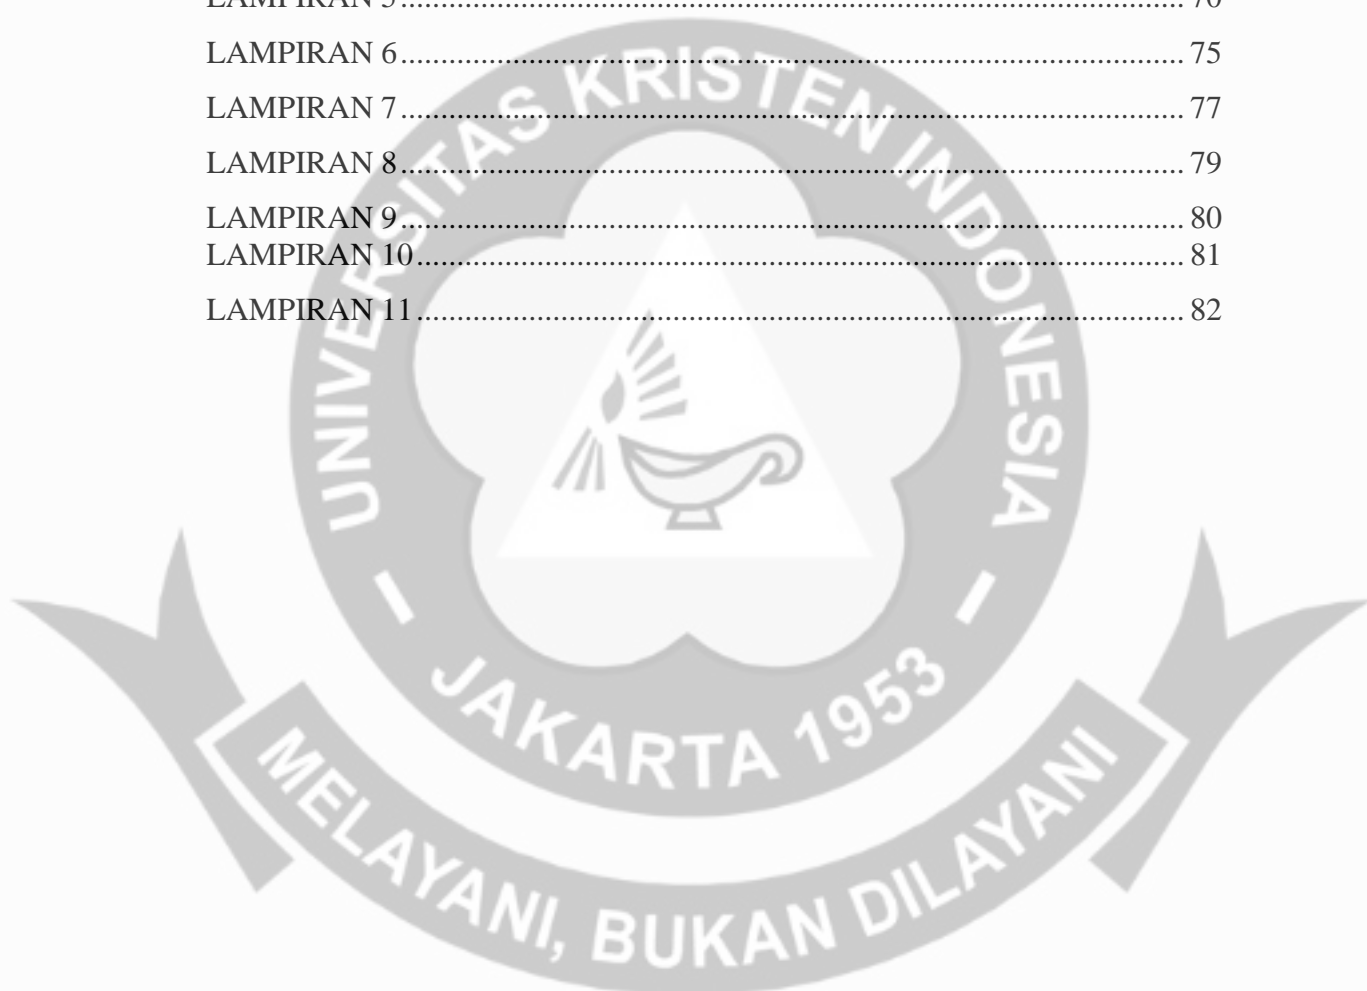 LAMPIRAN 6........................................................................................................ 75
LAMPIRAN 7........................................................................................................ 77
LAMPIRAN 8........................................................................................................ 79
LAMPIRAN 9........................................................................................................ 80
LAMPIRAN 10...................................................................................................... 81
LAMPIRAN 11...................................................................................................... 82
UNIVERSITAS KRISTEN INDONESIA
JAKARTA 1953
MELAYANI, BUKAN DILAYANI